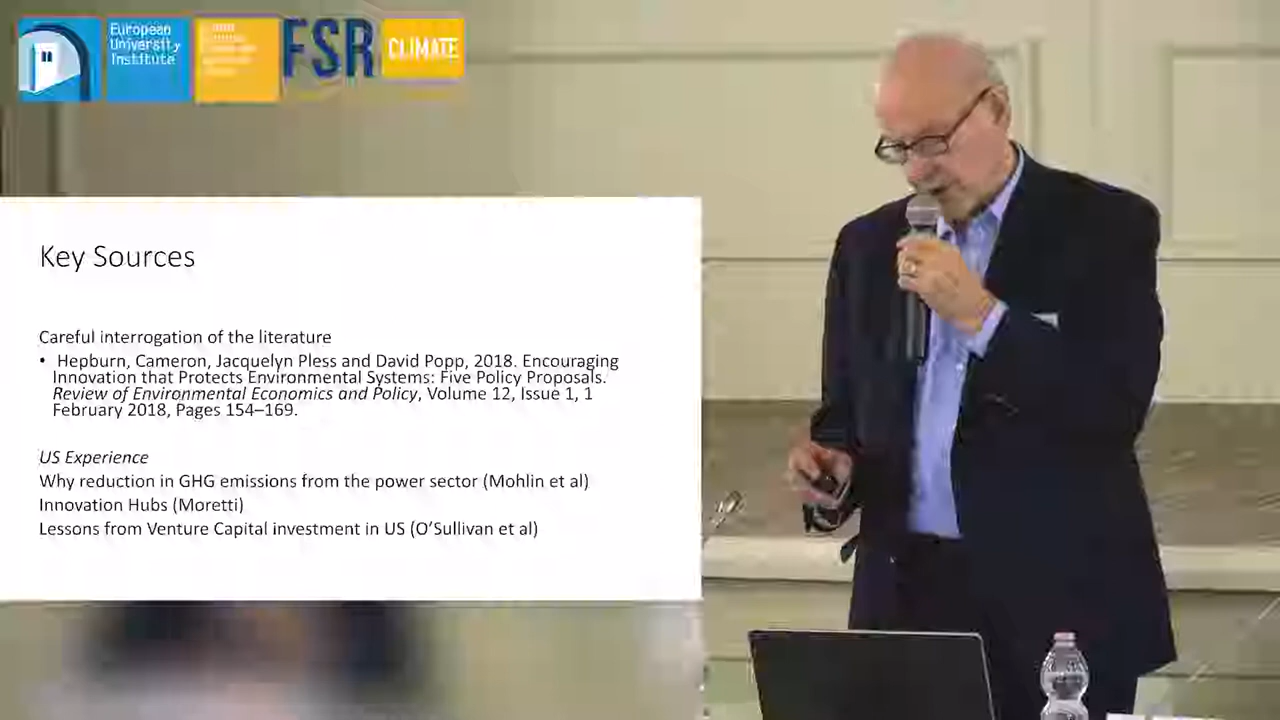 European
University
Institute
FSR
CLIMATE
Key Sources
Careful interrogation of the literature
• Hepburn, Cameron, Jacquelyn Pless and David Popp, 2018. Encouraging
Innovation that Protects Environmental Systems: Five Policy Proposals.
Review of Environmental Economics and Policy, Volume 12, Issue 1, 1
February 2018, Pages 154–169.
US Experience
Why reduction in GHG emissions from the power sector (Mohlin et al)
Innovation Hubs (Moretti)
Lessons from Venture Capital investment in US (O'Sullivan et al)